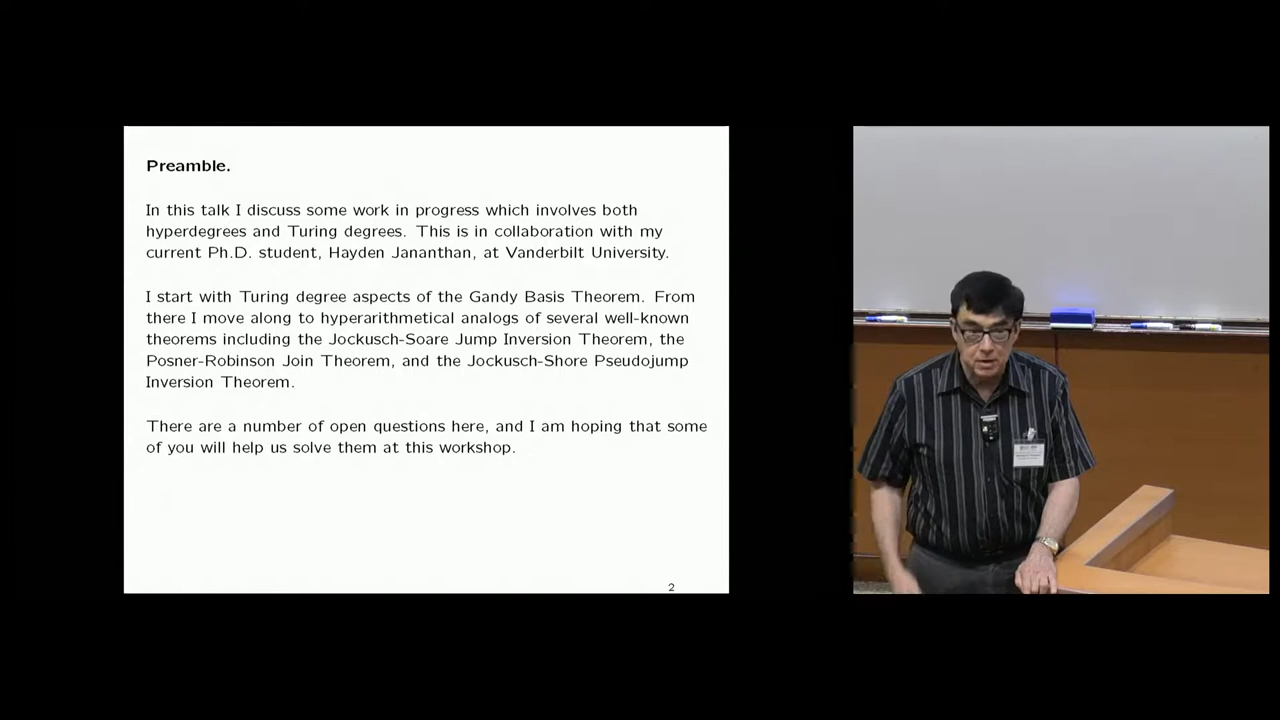 Preamble.
In this talk I discuss some work in progress which involves both
hyperdegrees and Turing degrees. This is in collaboration with my
current Ph.D. student, Hayden Jananthan, at Vanderbilt University.
I start with Turing degree aspects of the Gandy Basis Theorem. From
there I move along to hyperarithmetical analogs of several well-known
theorems including the Jockusch-Soare Jump Inversion Theorem, the
Posner-Robinson Join Theorem, and the Jockusch-Shore Pseudojump
Inversion Theorem.
There are a number of open questions here, and I am hoping that some
of you will help us solve them at this workshop.
2